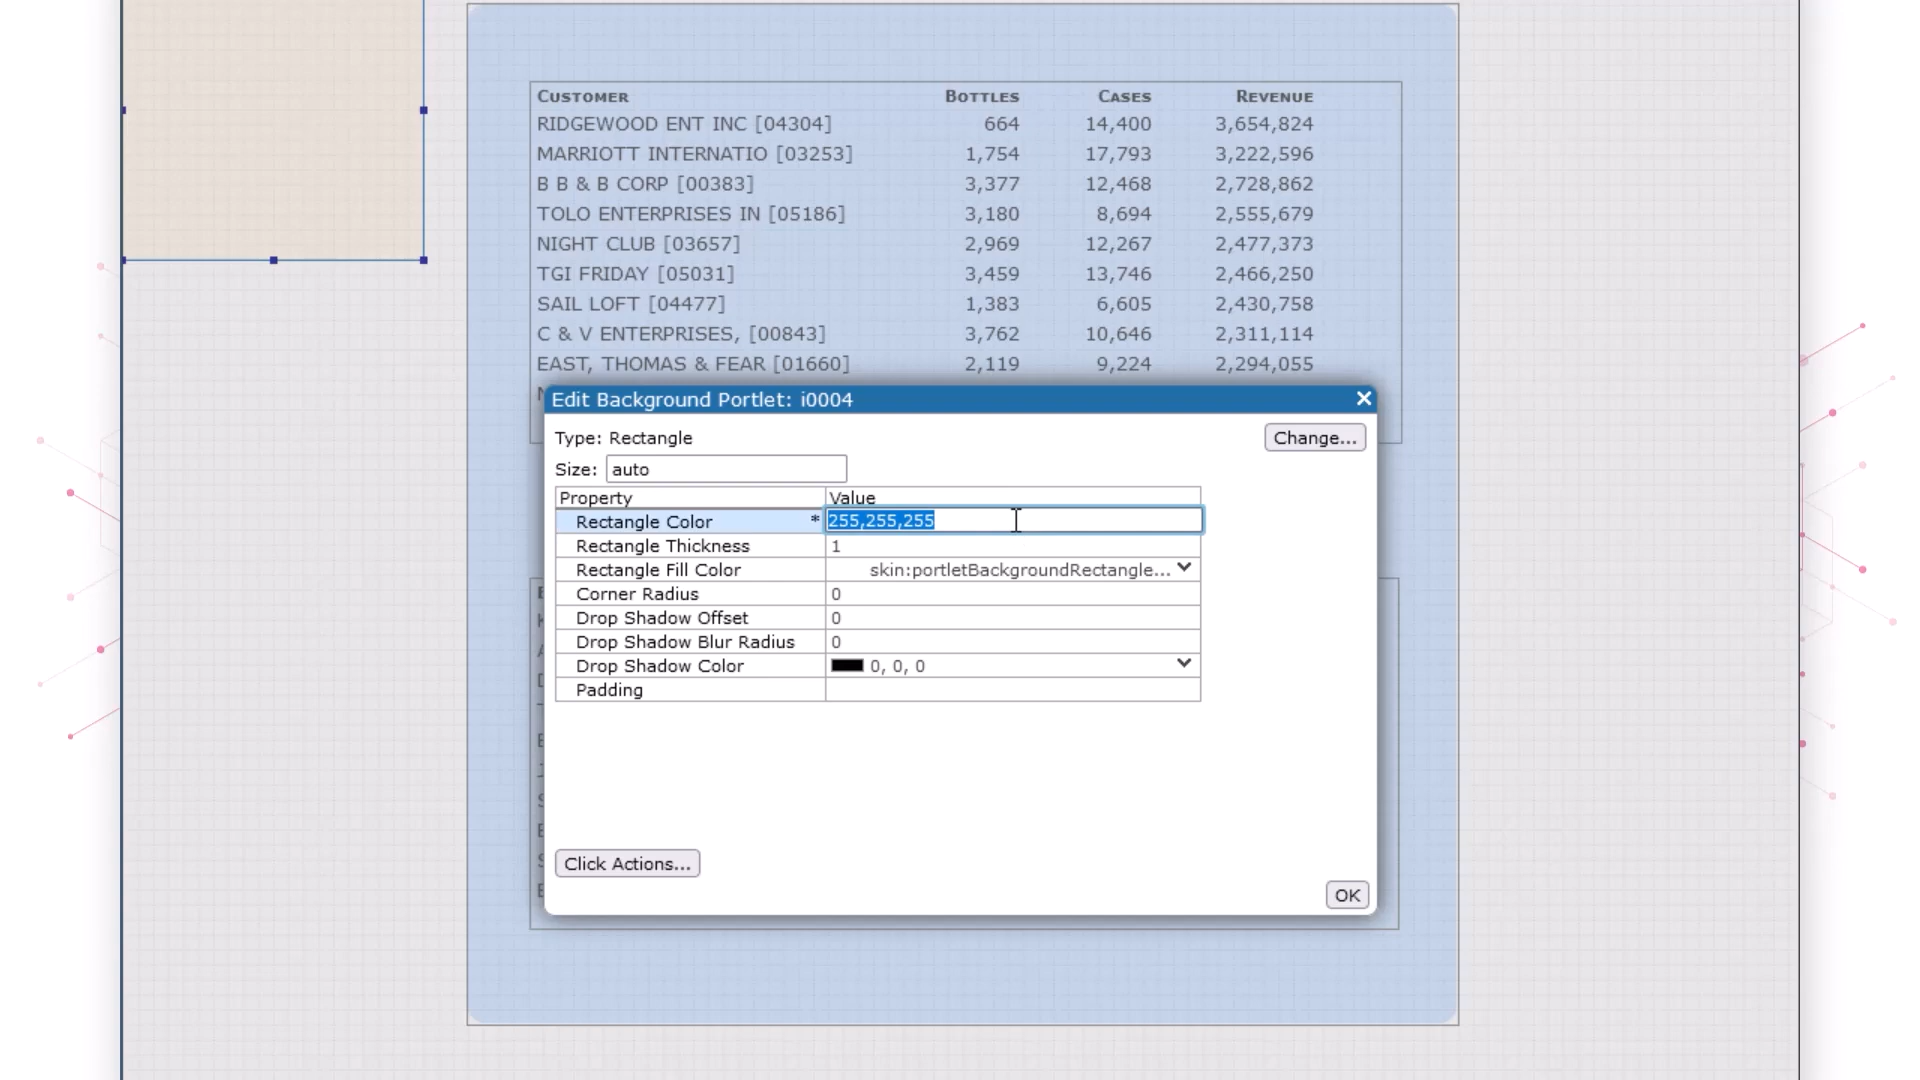 Customer Bottles Cases Revenue
RIDGEWOOD ENT INC [04304] 664 14,400 3,654,824
MARRIOTT INTERNATIO [03253] 1,754 17,793 3,222,596
B B & B CORP [00383] 3,377 12,468 2,728,862
TOLO ENTERPRISES IN [05186] 3,180 8,694 2,555,679
NIGHT CLUB [03657] 2,969 12,267 2,477,373
TGI FRIDAY [05031] 3,459 13,746 2,466,250
SAIL LOFT [04477] 1,383 6,605 2,430,758
C & V ENTERPRISES, [00843] 3,762 10,646 2,311,114
EAST, THOMAS & FEAR [01660] 2,119 9,224 2,294,055
Edit Background Portlet: i0004
Type: Rectangle Change...
Size: auto
Property Value
Rectangle Color * 255,255,255
Rectangle Thickness 1
Rectangle Fill Color skin:portletBackgroundRectangle...
Corner Radius 0
Drop Shadow Offset 0
Drop Shadow Blur Radius 0
Drop Shadow Color 0, 0, 0
Padding
Click Actions...
OK